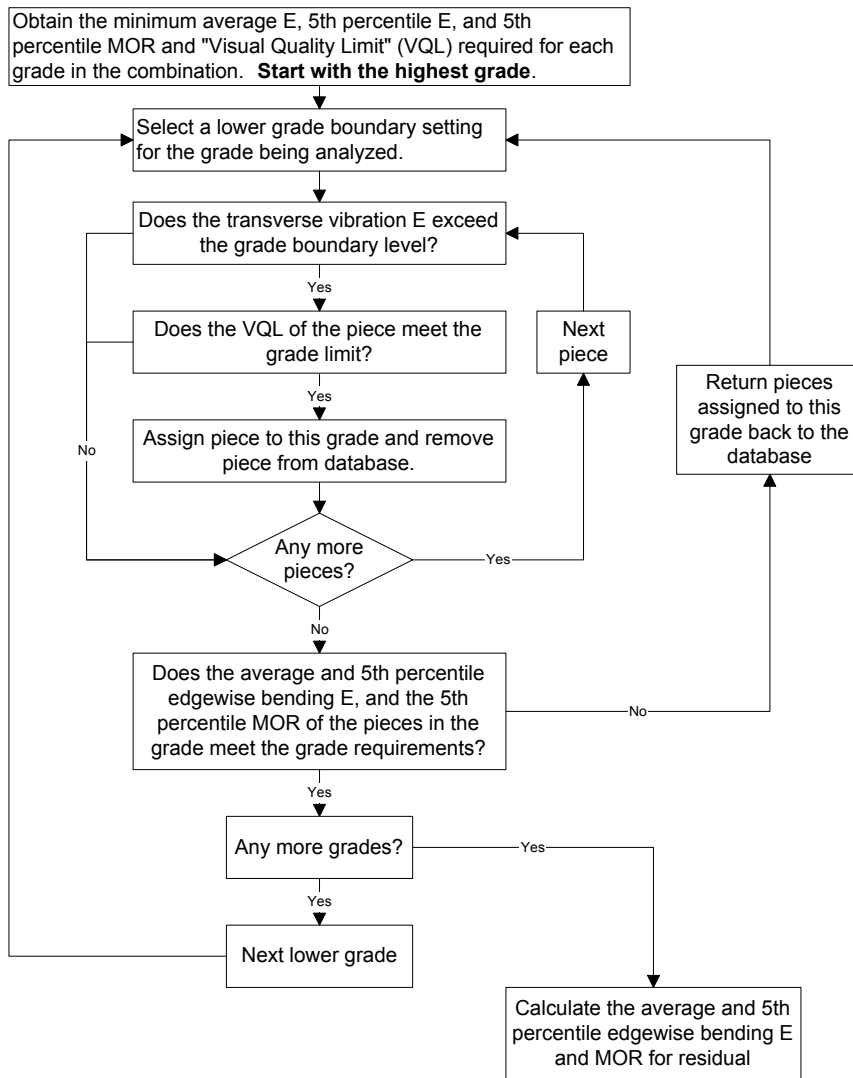 Obtain the minimum average E, 5th percentile E, and 5th
percentile MOR and "Visual Quality Limit" (VQL) required for each
grade in the combination.  Start with the highest grade.
Select a lower grade boundary setting
for the grade being analyzed.
Does the transverse vibration E exceed
the grade boundary level?
Yes
Does the VQL of the piece meet the
grade limit?
Next
piece
Return pieces
assigned to this
grade back to the
database
Yes
No
Assign piece to this grade and remove
piece from database.
Any more
pieces?
Yes
No
Does the average and 5th percentile
edgewise bending E, and the 5th
percentile MOR of the pieces in the
grade meet the grade requirements?
No
Yes
Any more grades?
Yes
Yes
Next lower grade
Calculate the average and 5th
percentile edgewise bending E
and MOR for residual